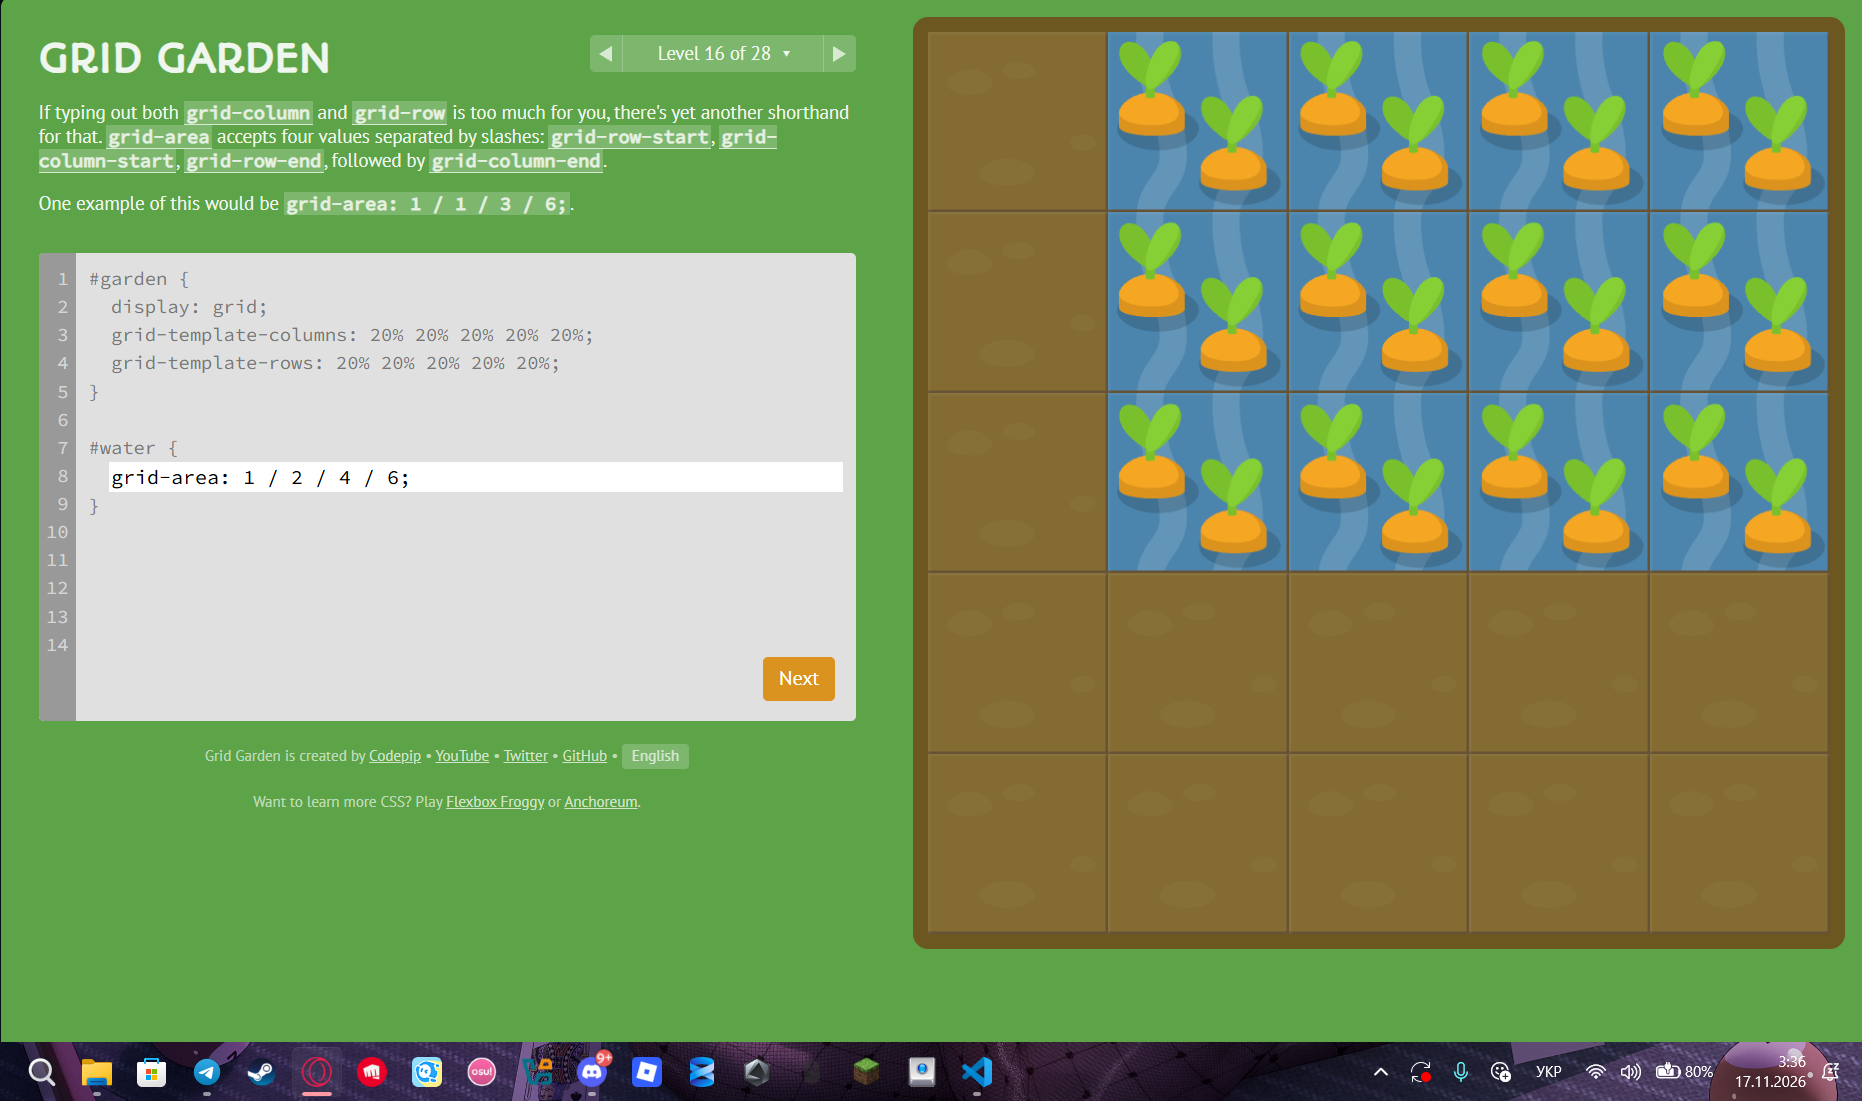 GRID GARDEN
Level 16 of 28
If typing out both grid-column and grid-row is too much for you, there's yet another shorthand
for that. grid-area accepts four values separated by slashes: grid-row-start, grid-
column-start, grid-row-end, followed by grid-column-end.
One example of this would be grid-area: 1 / 1 / 3 / 6;.
1 #garden {
2 display: grid;
3 grid-template-columns: 20% 20% 20% 20% 20%;
4 grid-template-rows: 20% 20% 20% 20% 20%;
5 }
6
7 #water {
8 grid-area: 1 / 2 / 4 / 6;
9 }
10
11
12
13
14
Next
Grid Garden is created by Codepip • YouTube • Twitter • GitHub • English
Want to learn more CSS? Play Flexbox Froggy or Anchoreum.
osu!
9+
УКР
80%
3:36
17.11.2026